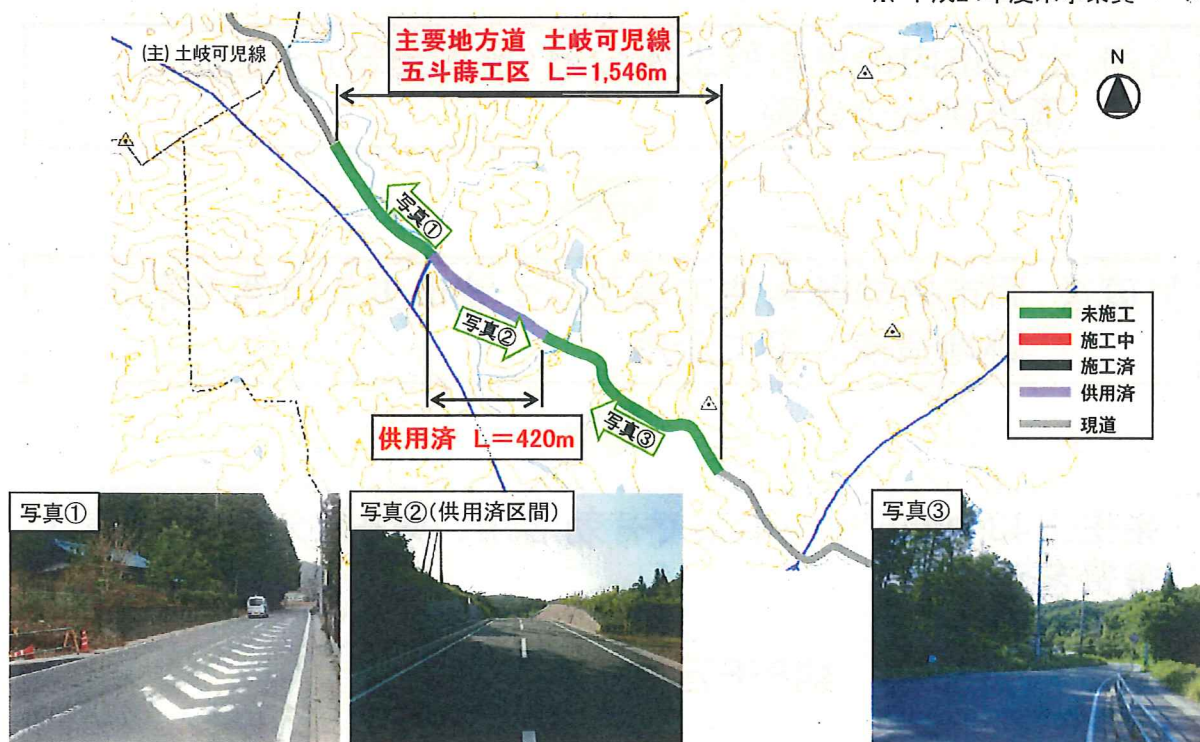 (主) 土岐可児線
主要地方道 土岐可児線
五斗蒔工区 L=1,546m
N
写真①
写真②
写真③
供用済 L=420m
未施工
施工中
施工済
供用済
現道
写真①
写真②(供用済区間)
写真③